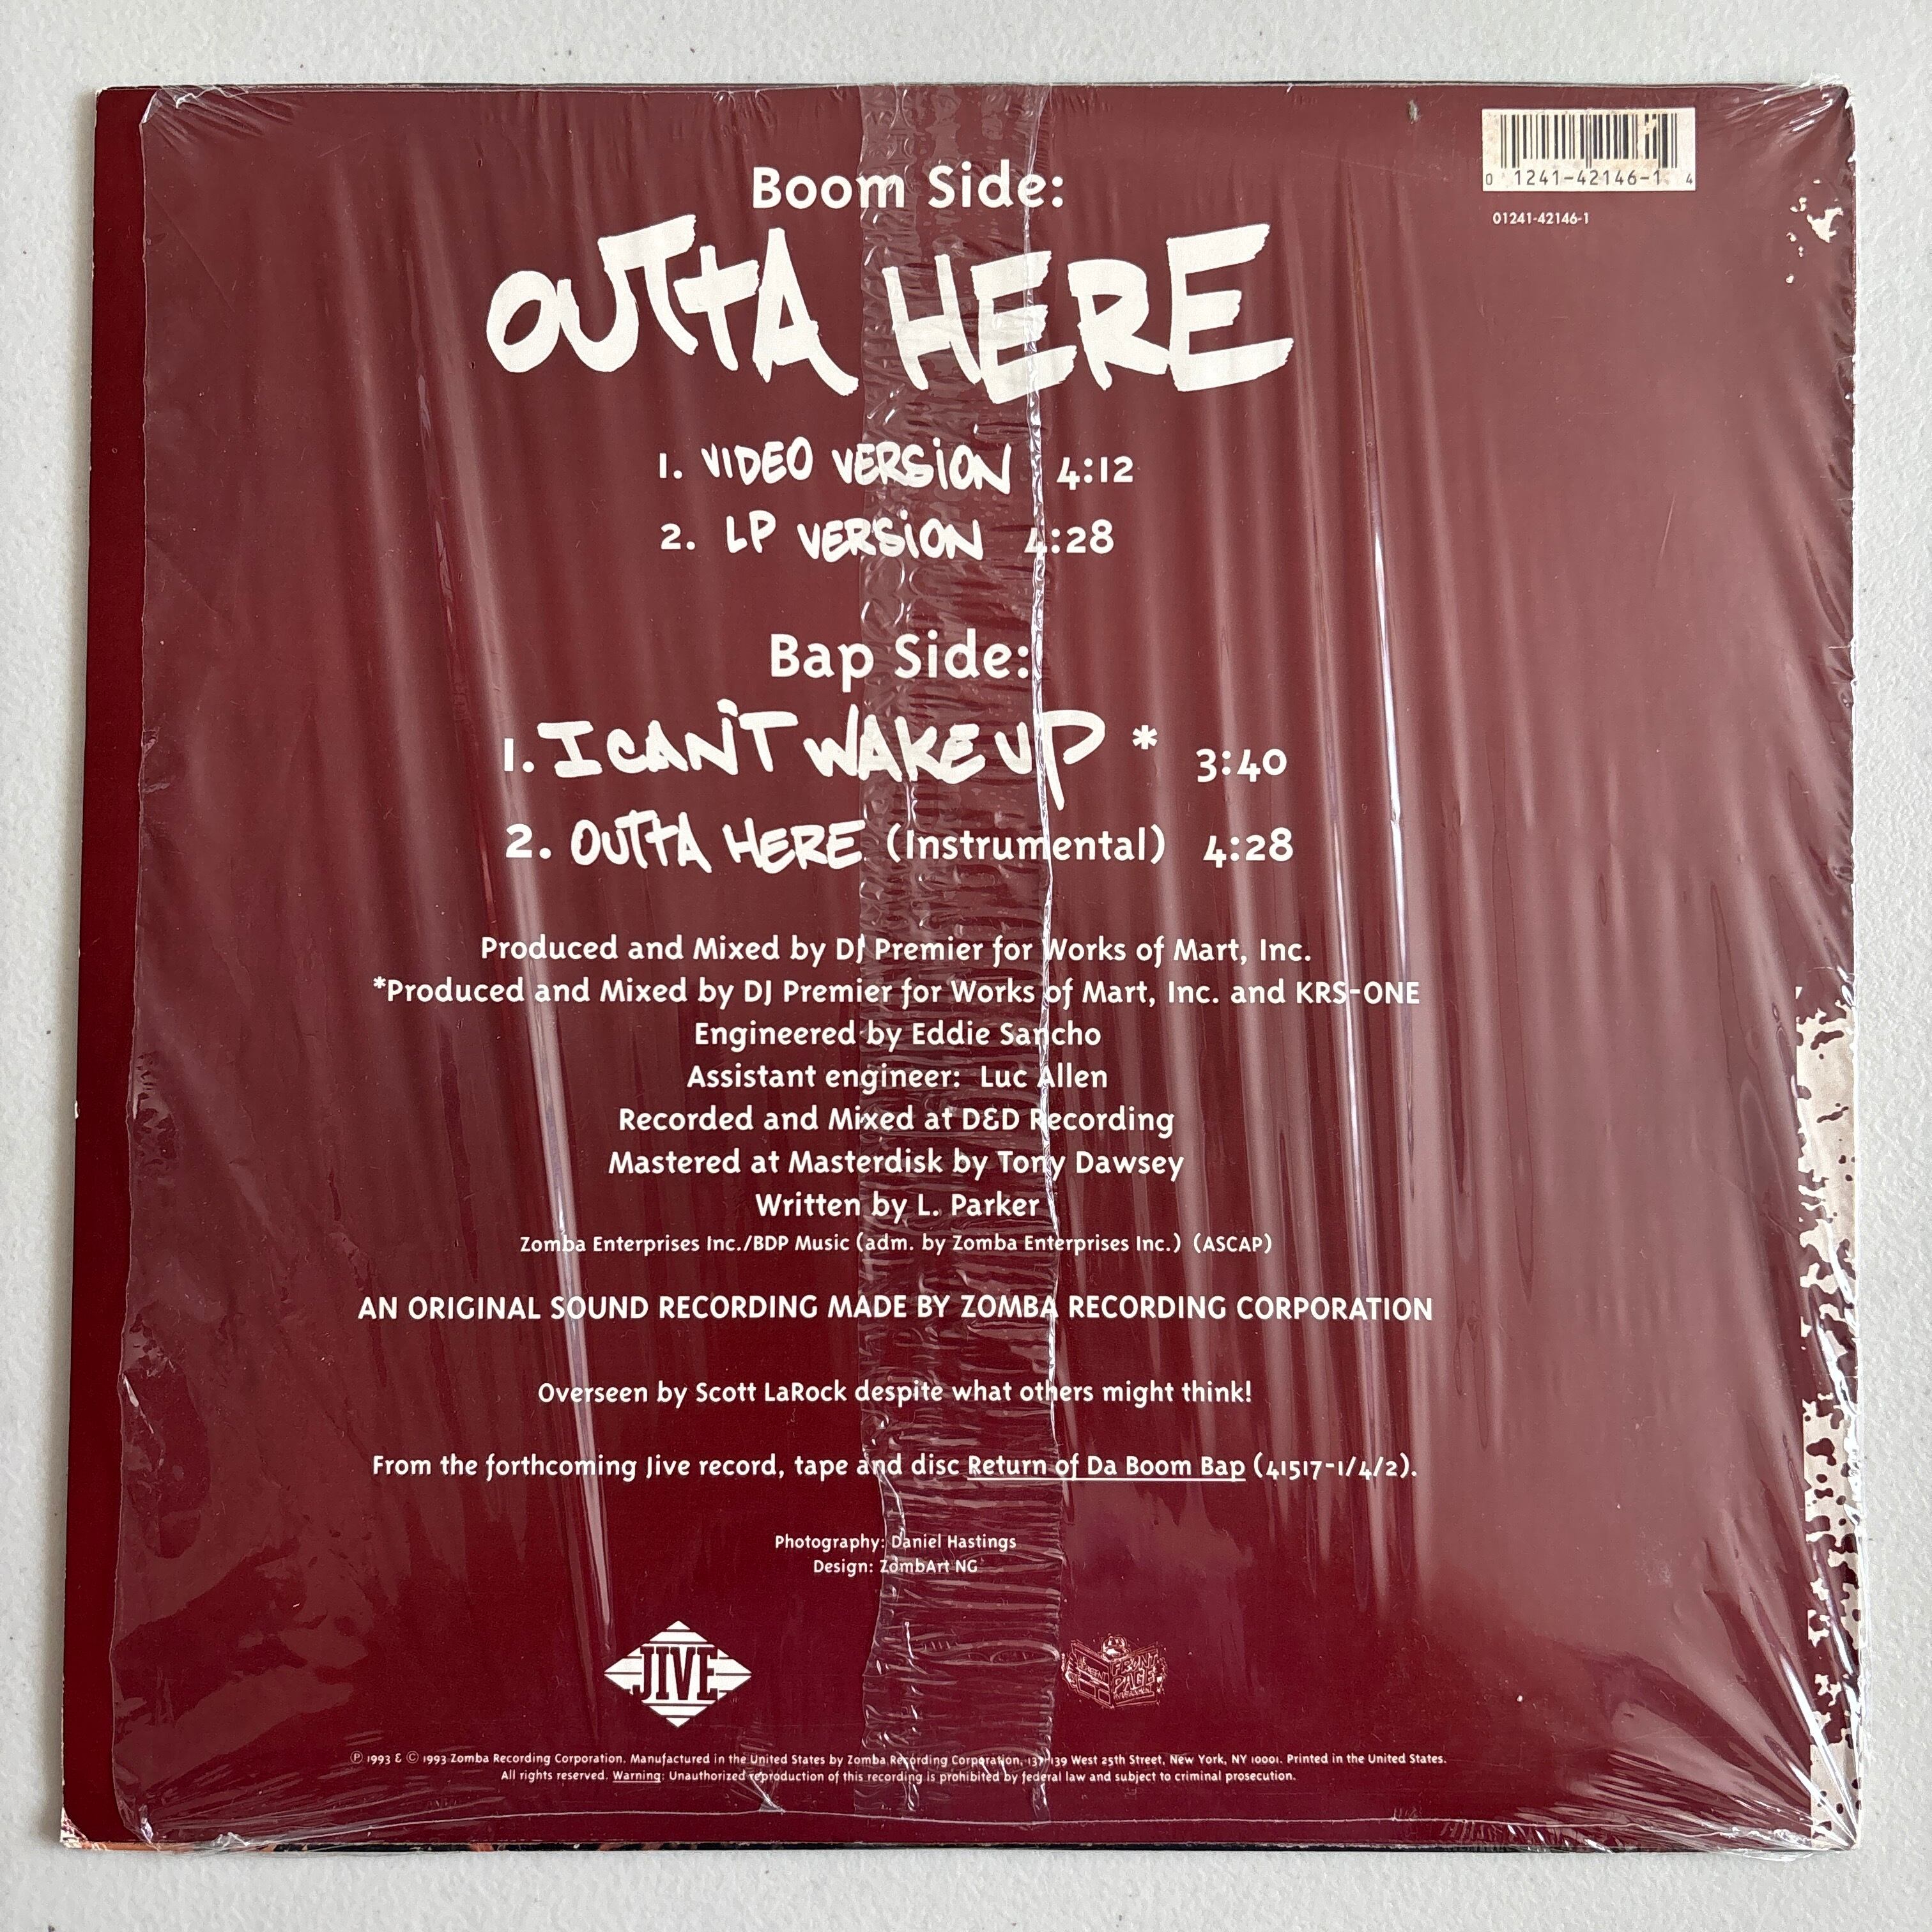 0 1241-42146-1 4
01241-42146-1
Boom Side:
OUTTA HERE
1. VIDEO VERSION 4:12
2. LP VERSION 4:28
Bap Side:
1. I CAN'T WAKE UP * 3:40
2. OUTTA HERE (Instrumental) 4:28
Produced and Mixed by DJ Premier for Works of Mart, Inc.
*Produced and Mixed by DJ Premier for Works of Mart, Inc. and KRS-ONE
Engineered by Eddie Sancho
Assistant engineer: Luc Allen
Recorded and Mixed at D&D Recording
Mastered at Masterdisk by Tony Dawsey
Written by L. Parker
Zomba Enterprises Inc./BDP Music (adm. by Zomba Enterprises Inc.) (ASCAP)
AN ORIGINAL SOUND RECORDING MADE BY ZOMBA RECORDING CORPORATION
Overseen by Scott LaRock despite what others might think!
From the forthcoming Jive record, tape and disc Return of Da Boom Bap (41517-1/4/2).
Photography: Daniel Hastings
Design: ZombArt NG
JIVE
FRONT
PAGE
℗ 1993 & © 1993 Zomba Recording Corporation. Manufactured in the United States by Zomba Recording Corporation, 137-139 West 25th Street, New York, NY 10001. Printed in the United States.
All rights reserved. Warning: Unauthorized reproduction of this recording is prohibited by federal law and subject to criminal prosecution.